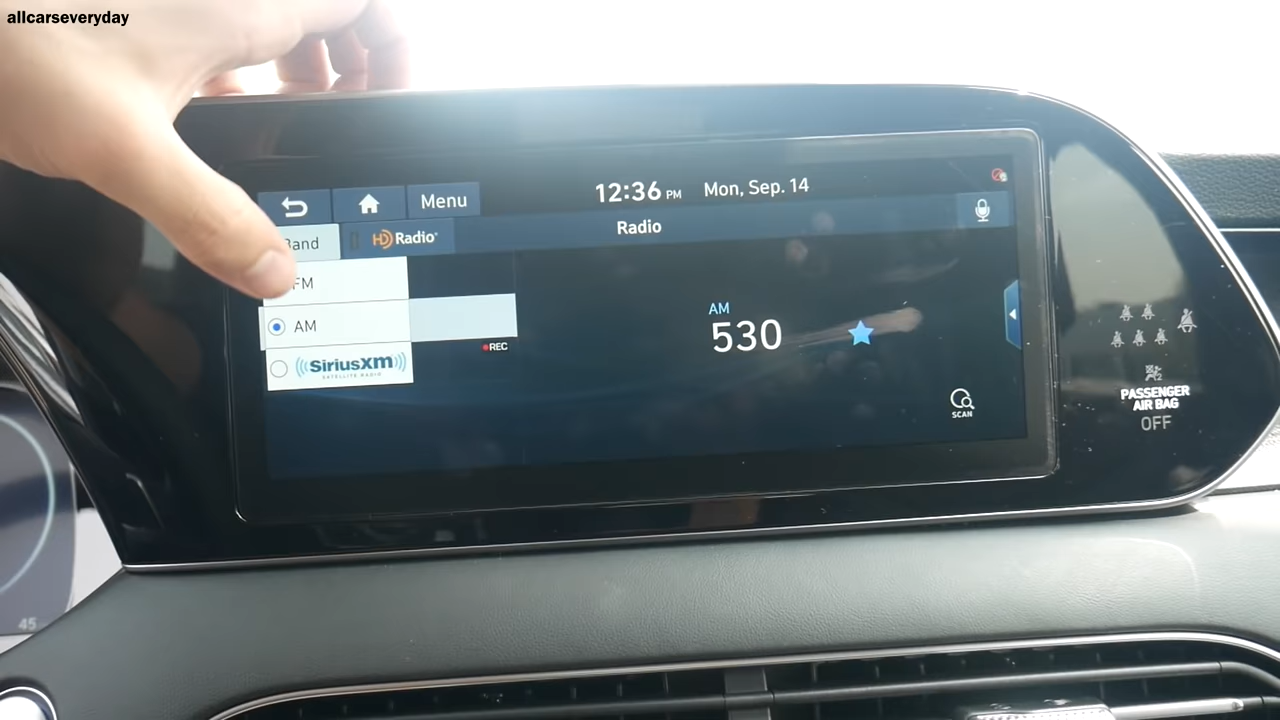 allcarseveryday
Menu
12:36 PM Mon, Sep. 14
Band
HD Radio
Radio
FM
AM
SiriusXm
SATELLITE RADIO
REC
AM
530
SCAN
PASSENGER
AIR BAG
OFF
45